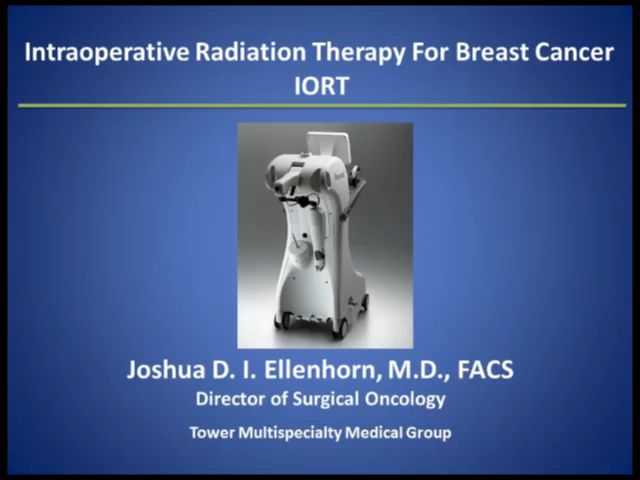 Intraoperative Radiation Therapy For Breast Cancer
IORT
Joshua D. I. Ellenhorn, M.D., FACS
Director of Surgical Oncology
Tower Multispecialty Medical Group